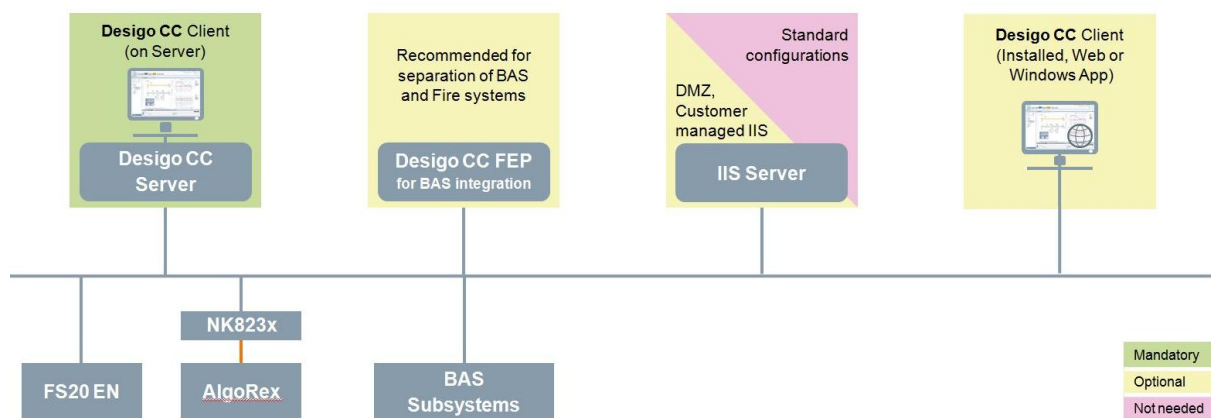 Desigo CC Client
(on Server)
Desigo CC
Server
Recommended for
separation of BAS
and Fire systems
Desigo CC FEP
for BAS integration
Standard
configurations
DMZ,
Customer
managed IIS
IIS Server
Desigo CC Client
(Installed, Web or
Windows App)
NK823x
FS20 EN
AlgoRex
BAS
Subsystems
Mandatory
Optional
Not needed